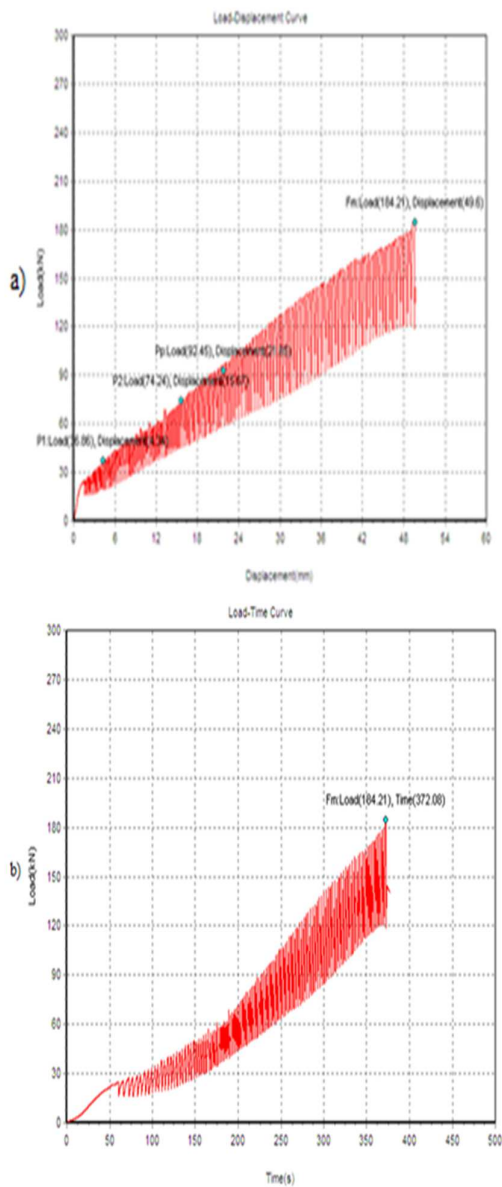 Load-Displacement Curve
300
270
240
210
180
150
120
90
60
30
0
Fm:Load(184.21), Displacement(49.6)
Pp:Load(92.45), Displacement(21.85)
P2:Load(74.24), Displacement(15.67)
P1:Load(36.86), Displacement(4.34)
a)
Load(kN)
0 6 12 18 24 30 36 42 48 54 60
Displacement(mm)
Load-Time Curve
300
270
240
210
180
150
120
90
60
30
0
Fm:Load(184.21), Time(372.08)
b)
Load(kN)
0 50 100 150 200 250 300 350 400 450 500
Time(s)